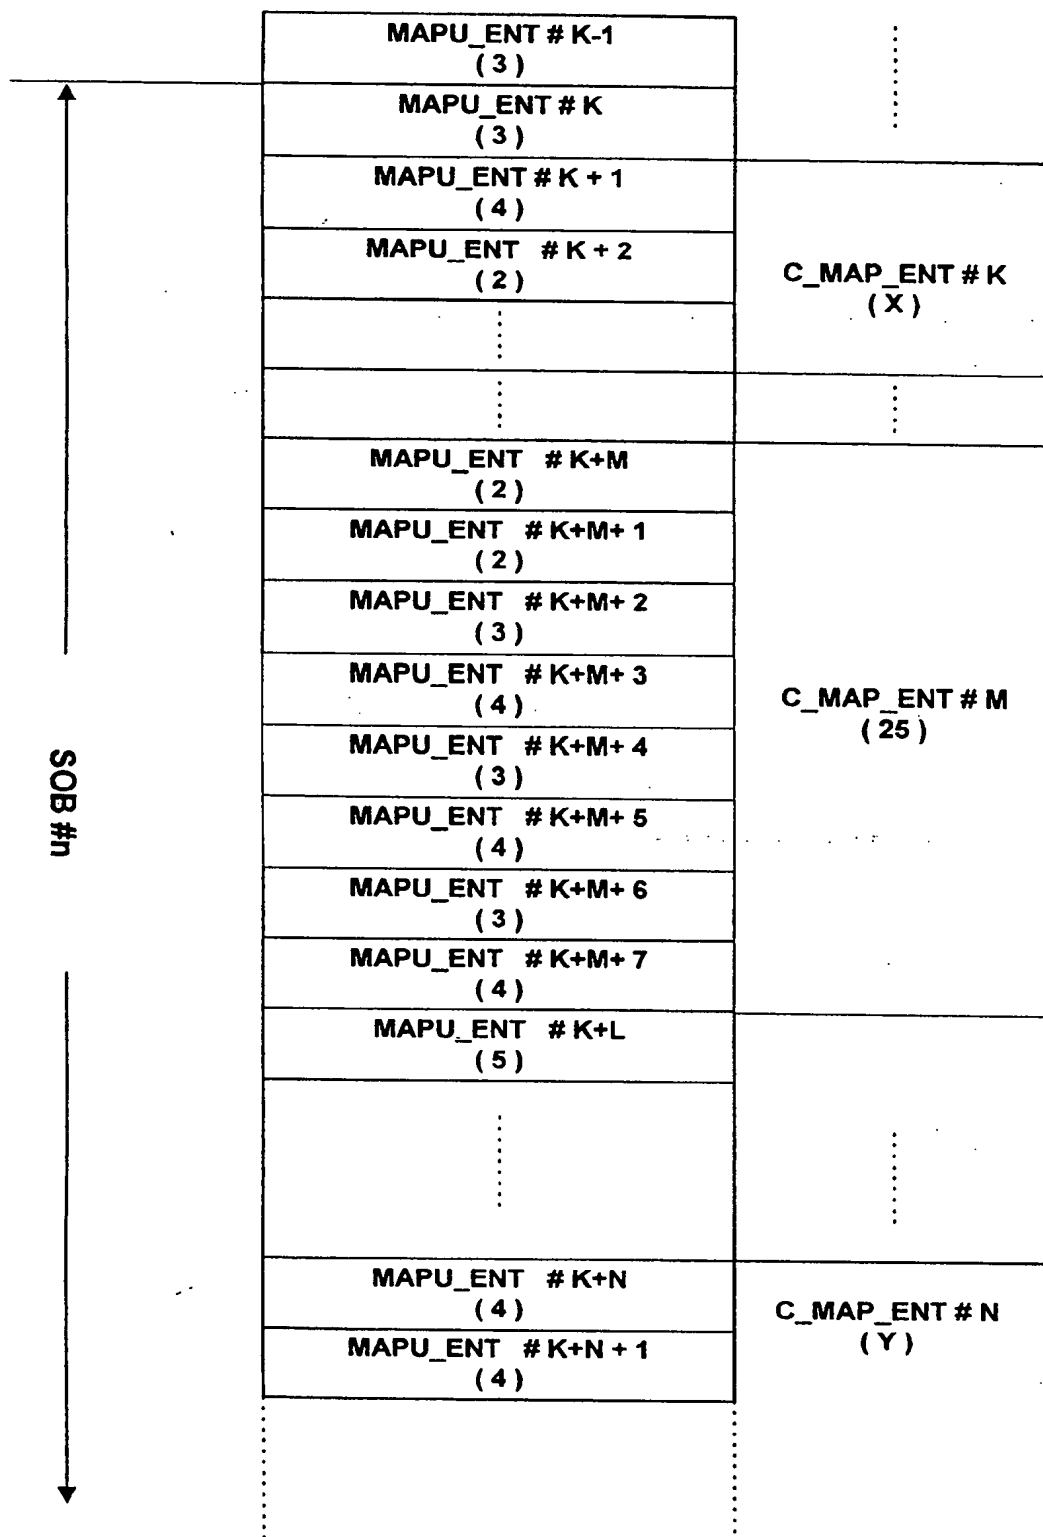 MAPU_ENT # K-1
( 3 )
MAPU_ENT # K
( 3 )
MAPU_ENT # K + 1
( 4 )
MAPU_ENT # K + 2
( 2 )
C_MAP_ENT # K
( X )
MAPU_ENT # K+M
( 2 )
MAPU_ENT # K+M+ 1
( 2 )
MAPU_ENT # K+M+ 2
( 3 )
MAPU_ENT # K+M+ 3
( 4 )
C_MAP_ENT # M
( 25 )
MAPU_ENT # K+M+ 4
( 3 )
MAPU_ENT # K+M+ 5
( 4 )
MAPU_ENT # K+M+ 6
( 3 )
MAPU_ENT # K+M+ 7
( 4 )
MAPU_ENT # K+L
( 5 )
MAPU_ENT # K+N
( 4 )
C_MAP_ENT # N
( Y )
MAPU_ENT # K+N + 1
( 4 )
SOB #n